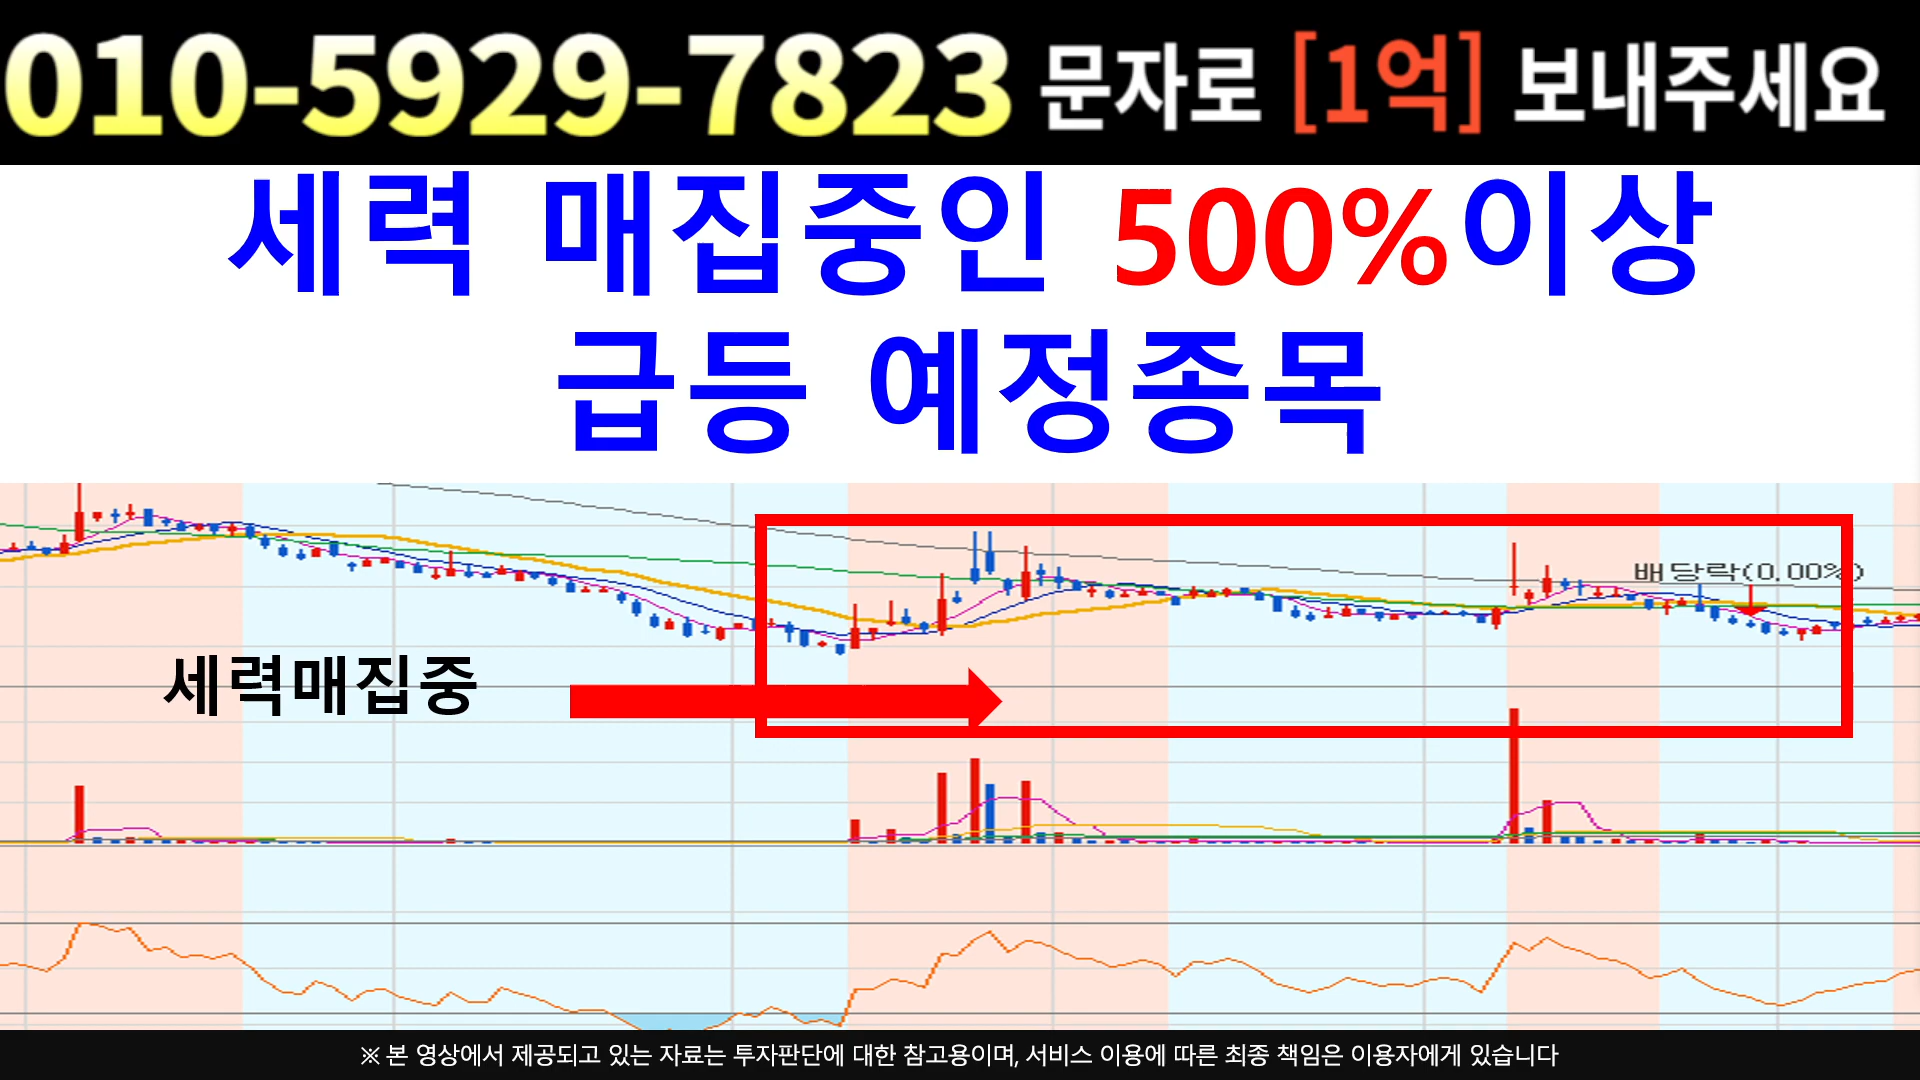 010-5929-7823 문자로 [1억] 보내주세요
세력 매집중인 500%이상
급등 예정종목
배당락(0.00%)
세력매집중
※ 본 영상에서 제공되고 있는 자료는 투자판단에 대한 참고용이며, 서비스 이용에 따른 최종 책임은 이용자에게 있습니다